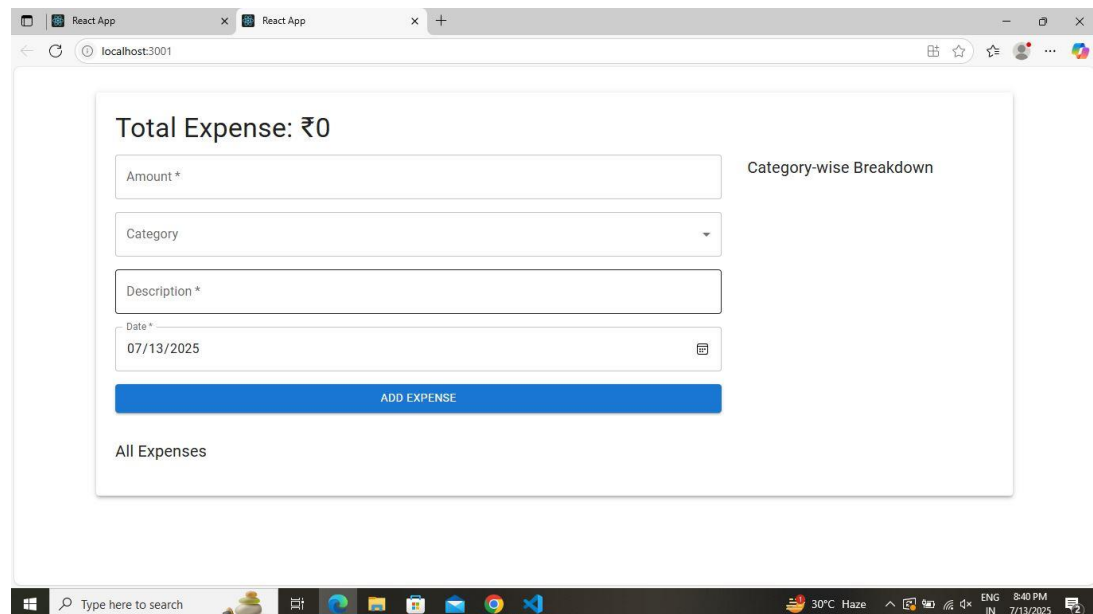 React App
React App
localhost:3001
Total Expense: ₹0
Amount *
Category
Description *
Date *
07/13/2025
ADD EXPENSE
All Expenses
Category-wise Breakdown
Type here to search
30°C Haze
ENG
IN
8:40 PM
7/13/2025
2